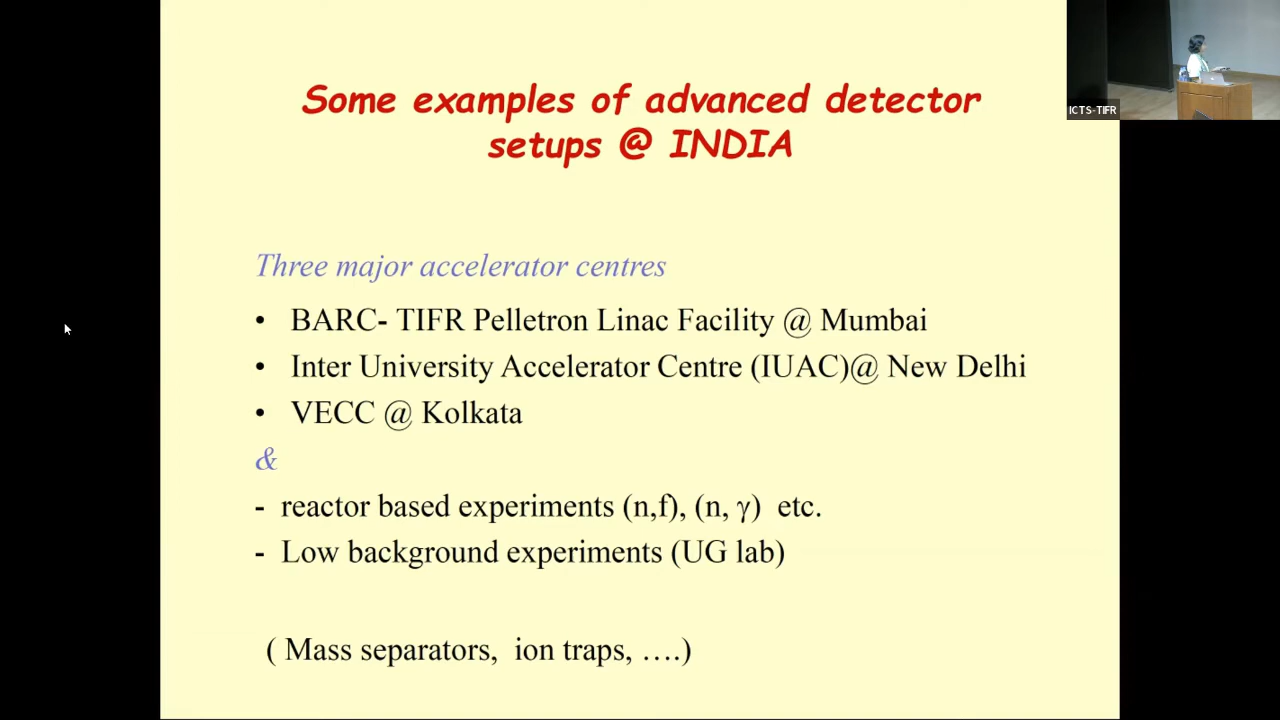 Some examples of advanced detector
setups @ INDIA
ICTS-TIFR
Three major accelerator centres
• BARC- TIFR Pelletron Linac Facility @ Mumbai
• Inter University Accelerator Centre (IUAC)@ New Delhi
• VECC @ Kolkata
&
- reactor based experiments (n,f), (n, γ) etc.
- Low background experiments (UG lab)
( Mass separators, ion traps, ….)